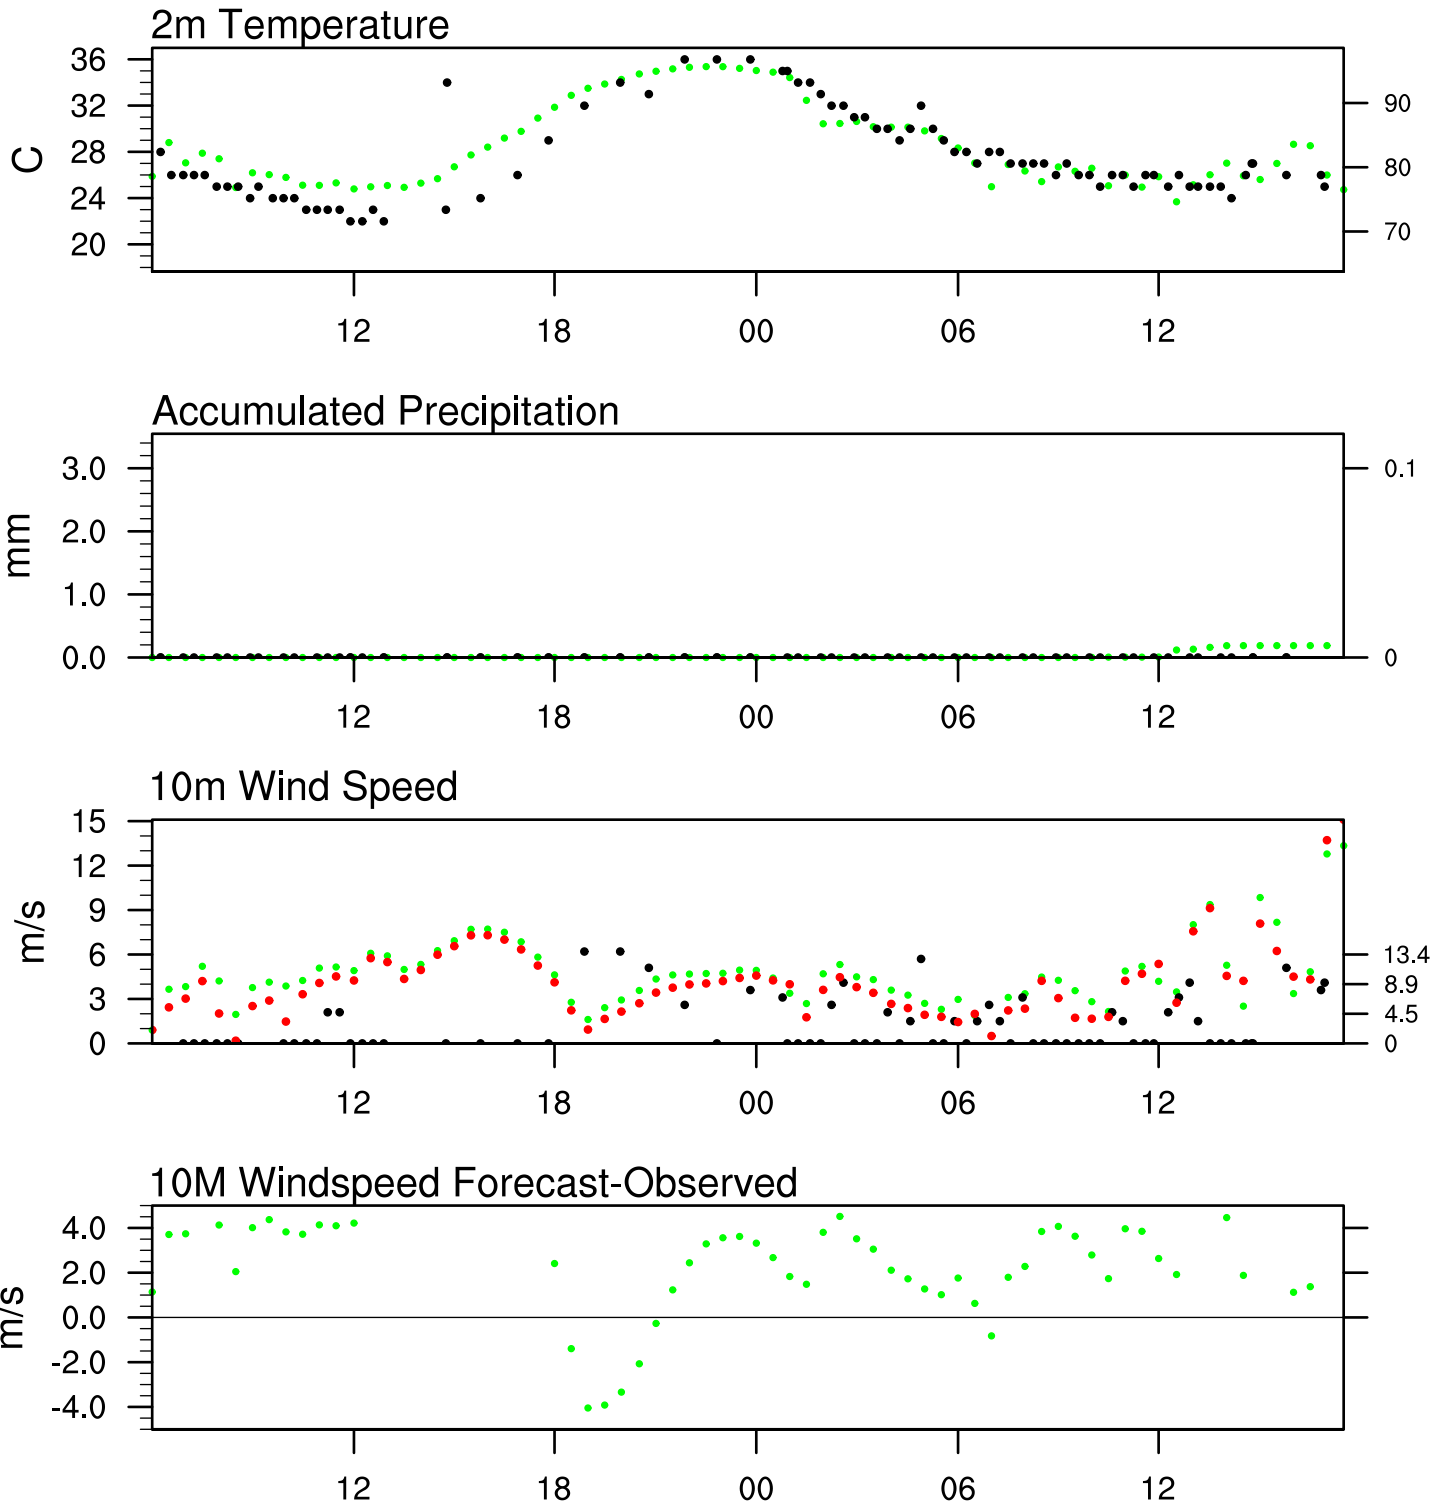 2m Temperature
36
32
28
24
20
C
90
80
70
12 18 00 06 12
Accumulated Precipitation
3.0
2.0
1.0
0.0
mm
0.1
0
12 18 00 06 12
10m Wind Speed
15
12
9
6
3
0
m/s
13.4
8.9
4.5
0
12 18 00 06 12
10M Windspeed Forecast-Observed
4.0
2.0
0.0
-2.0
-4.0
m/s
12 18 00 06 12